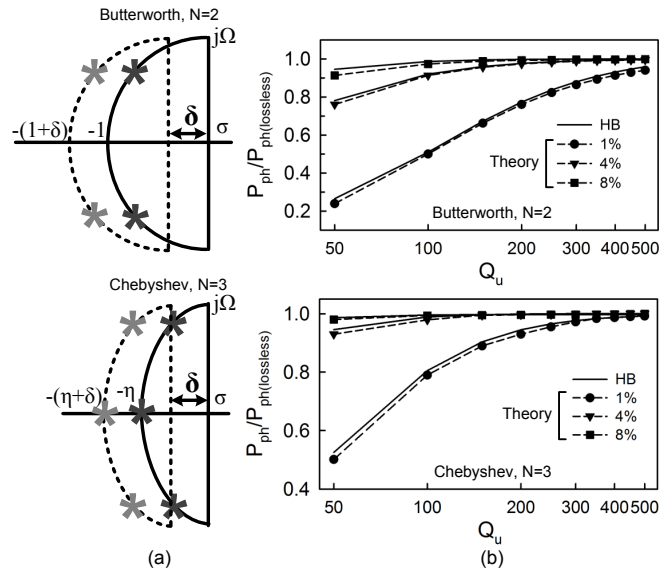 Butterworth, N=2
jΩ
δ
-(1+δ)
-1
σ
Chebyshev, N=3
jΩ
δ
-(η+δ)
-η
σ
(a)
P_ph/P_ph(lossless)
1.0
0.8
0.6
0.4
0.2
HB
Theory
1%
4%
8%
Butterworth, N=2
50 100 200 300 400 500
Q_u
P_ph/P_ph(lossless)
1.0
0.8
0.6
0.4
HB
Theory
1%
4%
8%
Chebyshev, N=3
50 100 200 300 400 500
Q_u
(b)